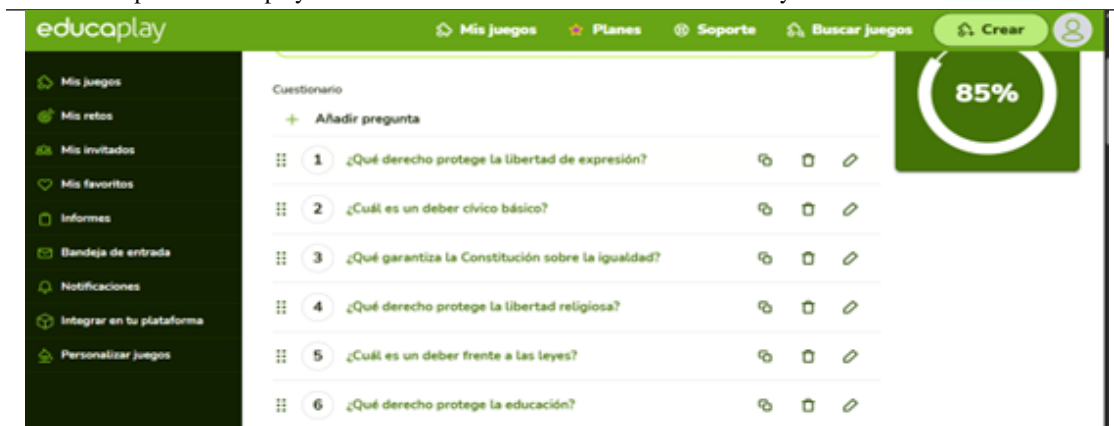 educaplay
Mis juegos Planes Soporte Buscar juegos Crear
Mis juegos
Mis retos
Mis invitados
Mis favoritos
Informes
Bandeja de entrada
Notificaciones
Integrar en tu plataforma
Personalizar juegos
Cuestionario
+ Añadir pregunta
1 ¿Qué derecho protege la libertad de expresión?
2 ¿Cuál es un deber cívico básico?
3 ¿Qué garantiza la Constitución sobre la igualdad?
4 ¿Qué derecho protege la libertad religiosa?
5 ¿Cuál es un deber frente a las leyes?
6 ¿Qué derecho protege la educación?
85%